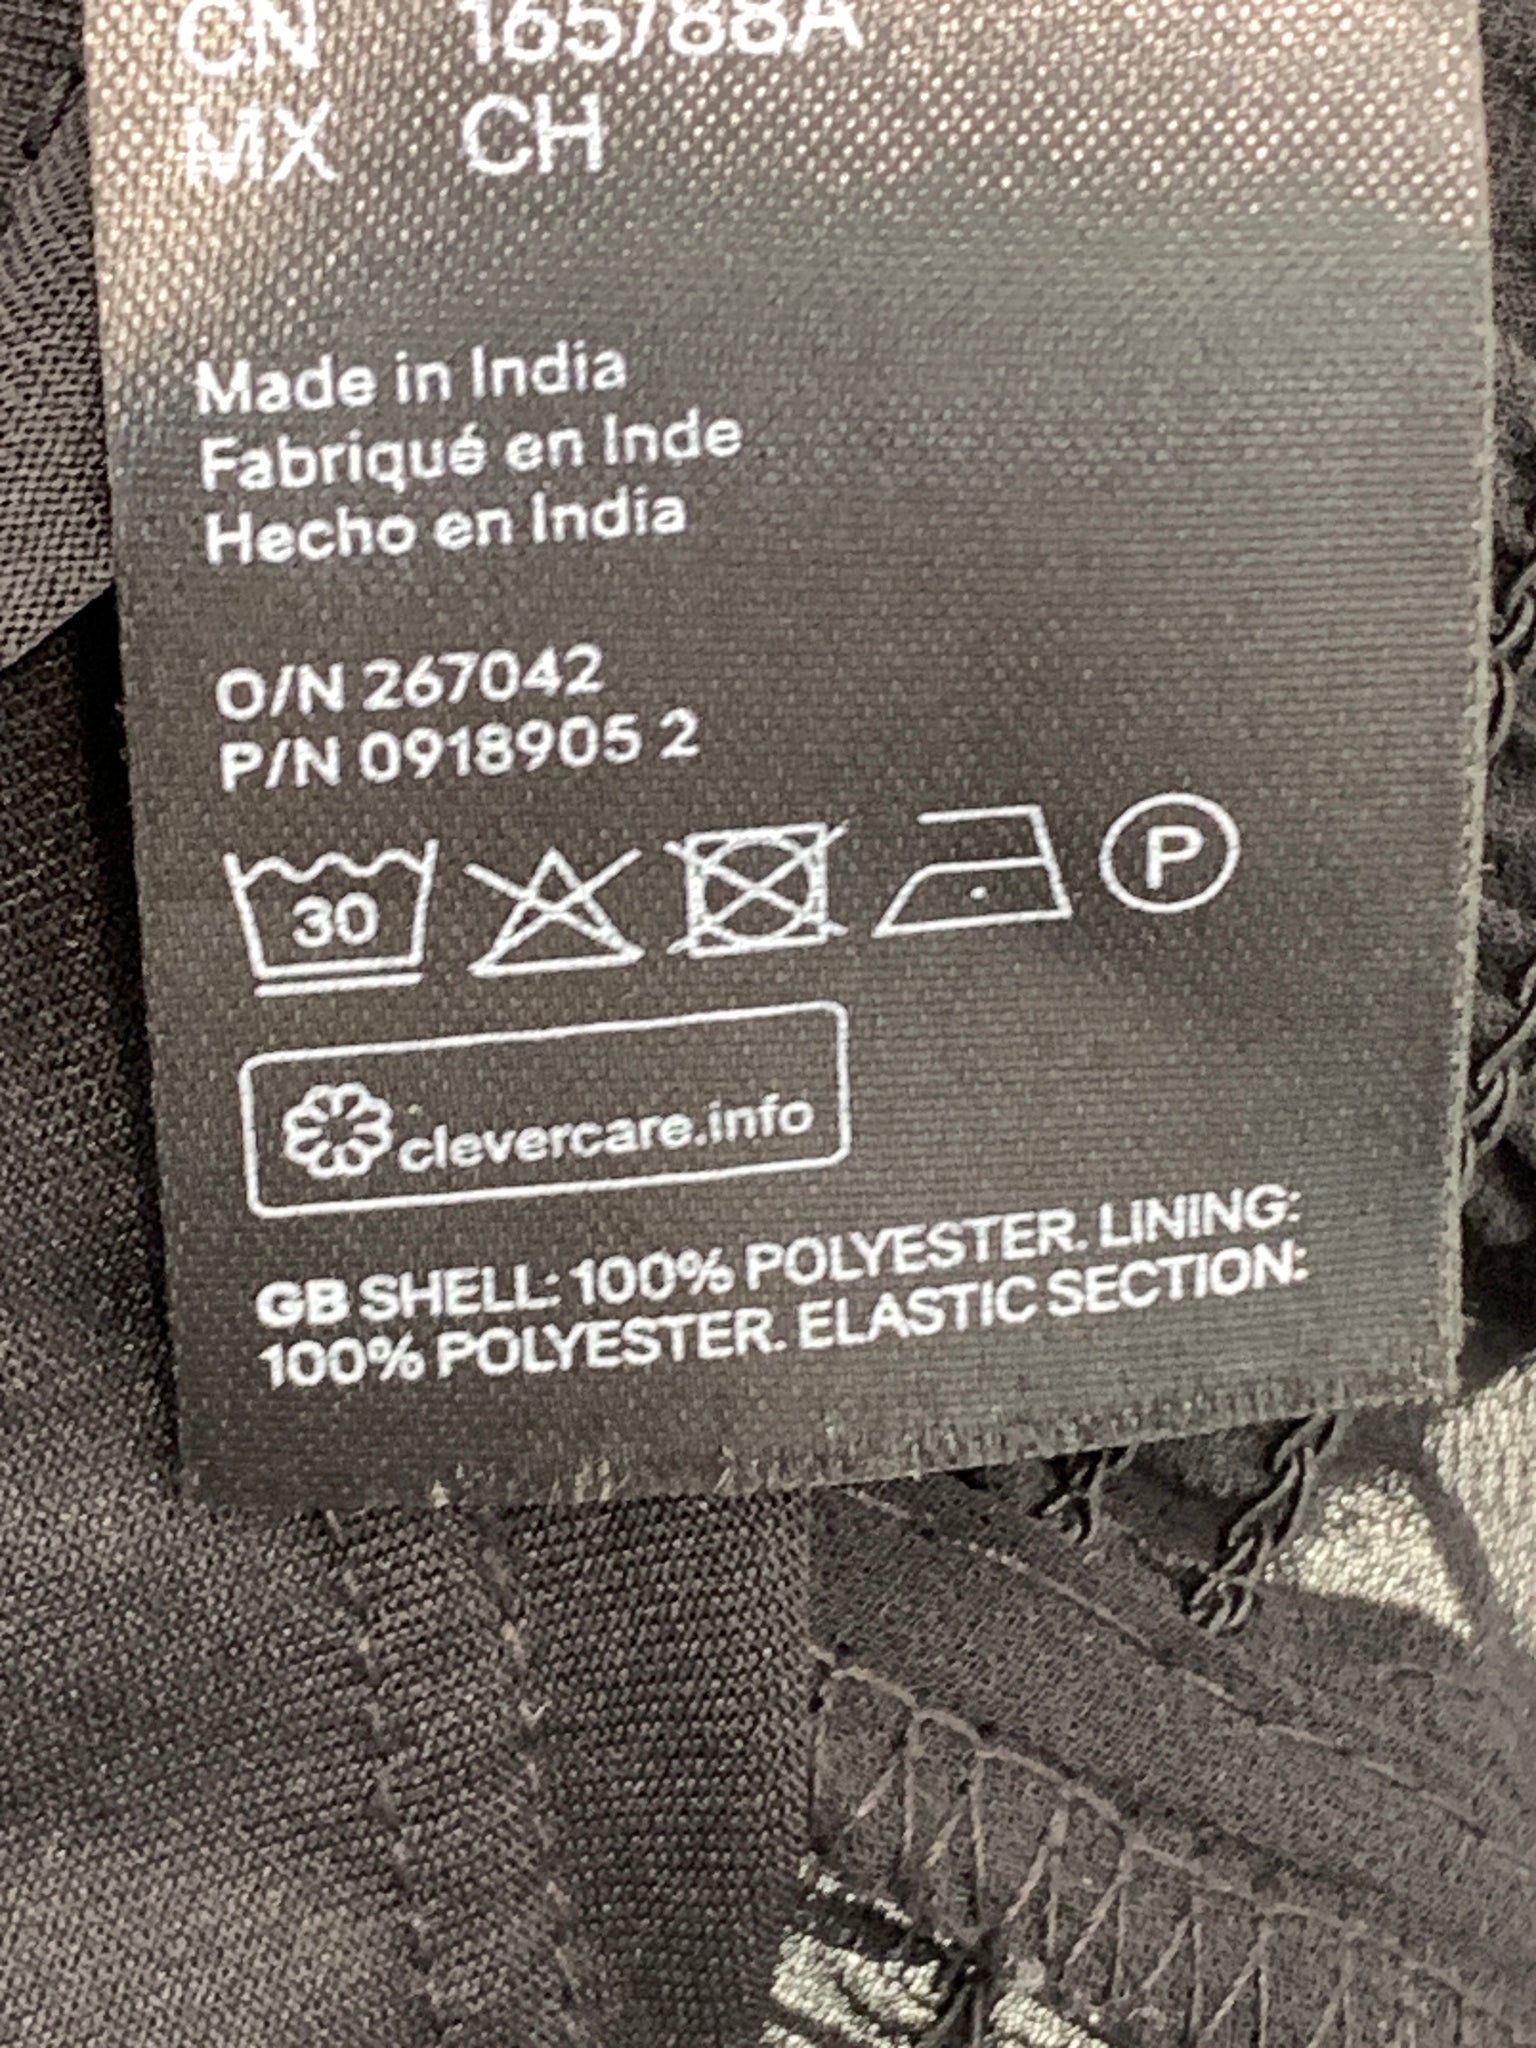 CN 165/88A
MX CH
Made in India
Fabriqué en Inde
Hecho en India
O/N 267042
P/N 0918905 2
30 P
clevercare.info
GB SHELL: 100% POLYESTER. LINING:
100% POLYESTER. ELASTIC SECTION: